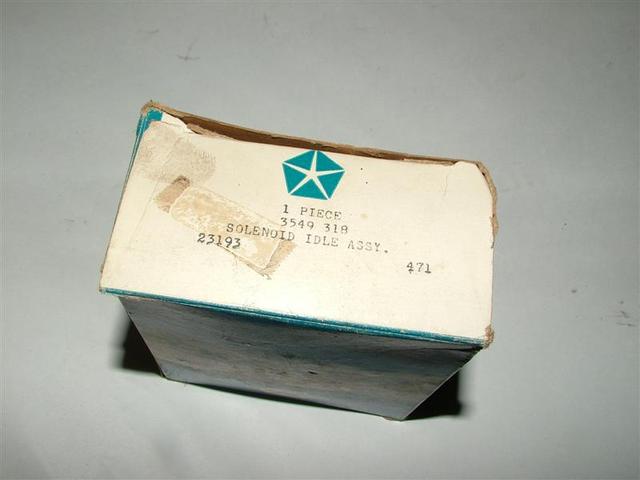 1 PIECE
3549 318
SOLENOID IDLE ASSY.
23193
471